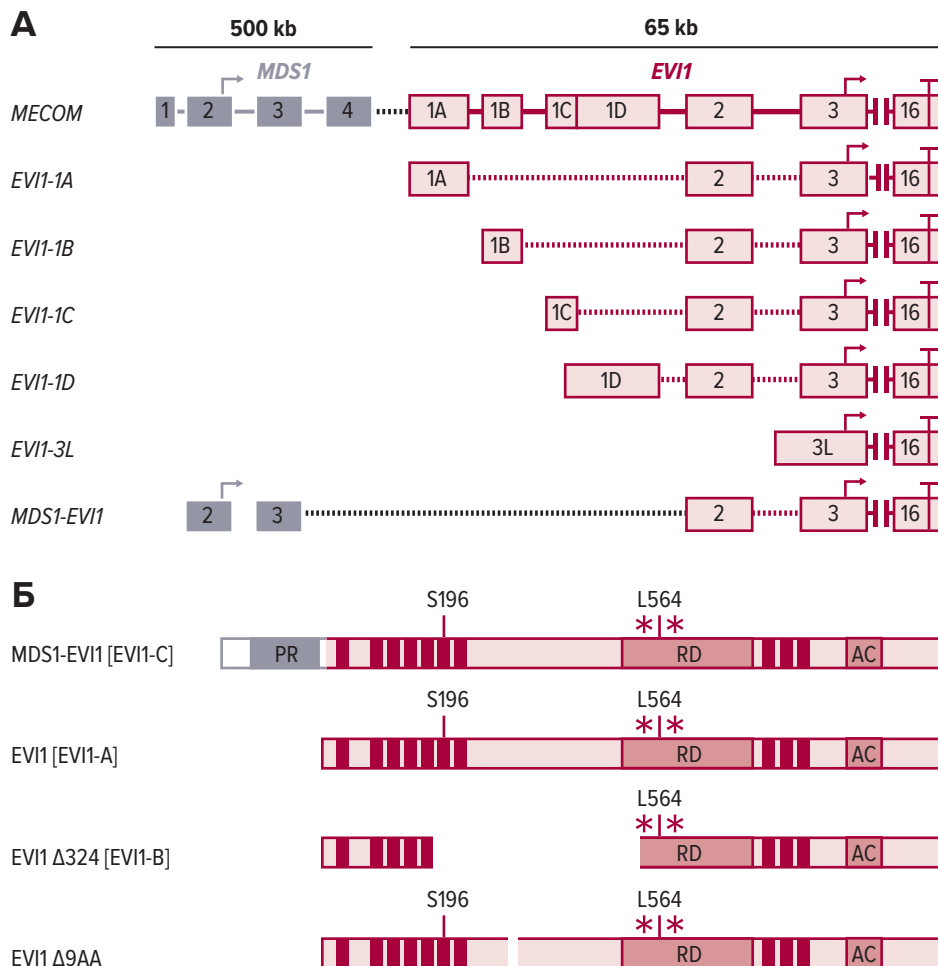 А
500 kb 65 kb
MDS1 EVI1
MECOM 1 2 3 4 1A 1B 1C 1D 2 3 16
EVI1-1A 1A 2 3 16
EVI1-1B 1B 2 3 16
EVI1-1C 1C 2 3 16
EVI1-1D 1D 2 3 16
EVI1-3L 3L 16
MDS1-EVI1 2 3 2 3 16
Б
S196 L564
* *
MDS1-EVI1 [EVI1-C] PR RD AC
S196 L564
* *
EVI1 [EVI1-A] RD AC
L564
* *
EVI1 Δ324 [EVI1-B] RD AC
S196 L564
* *
EVI1 Δ9AA RD AC